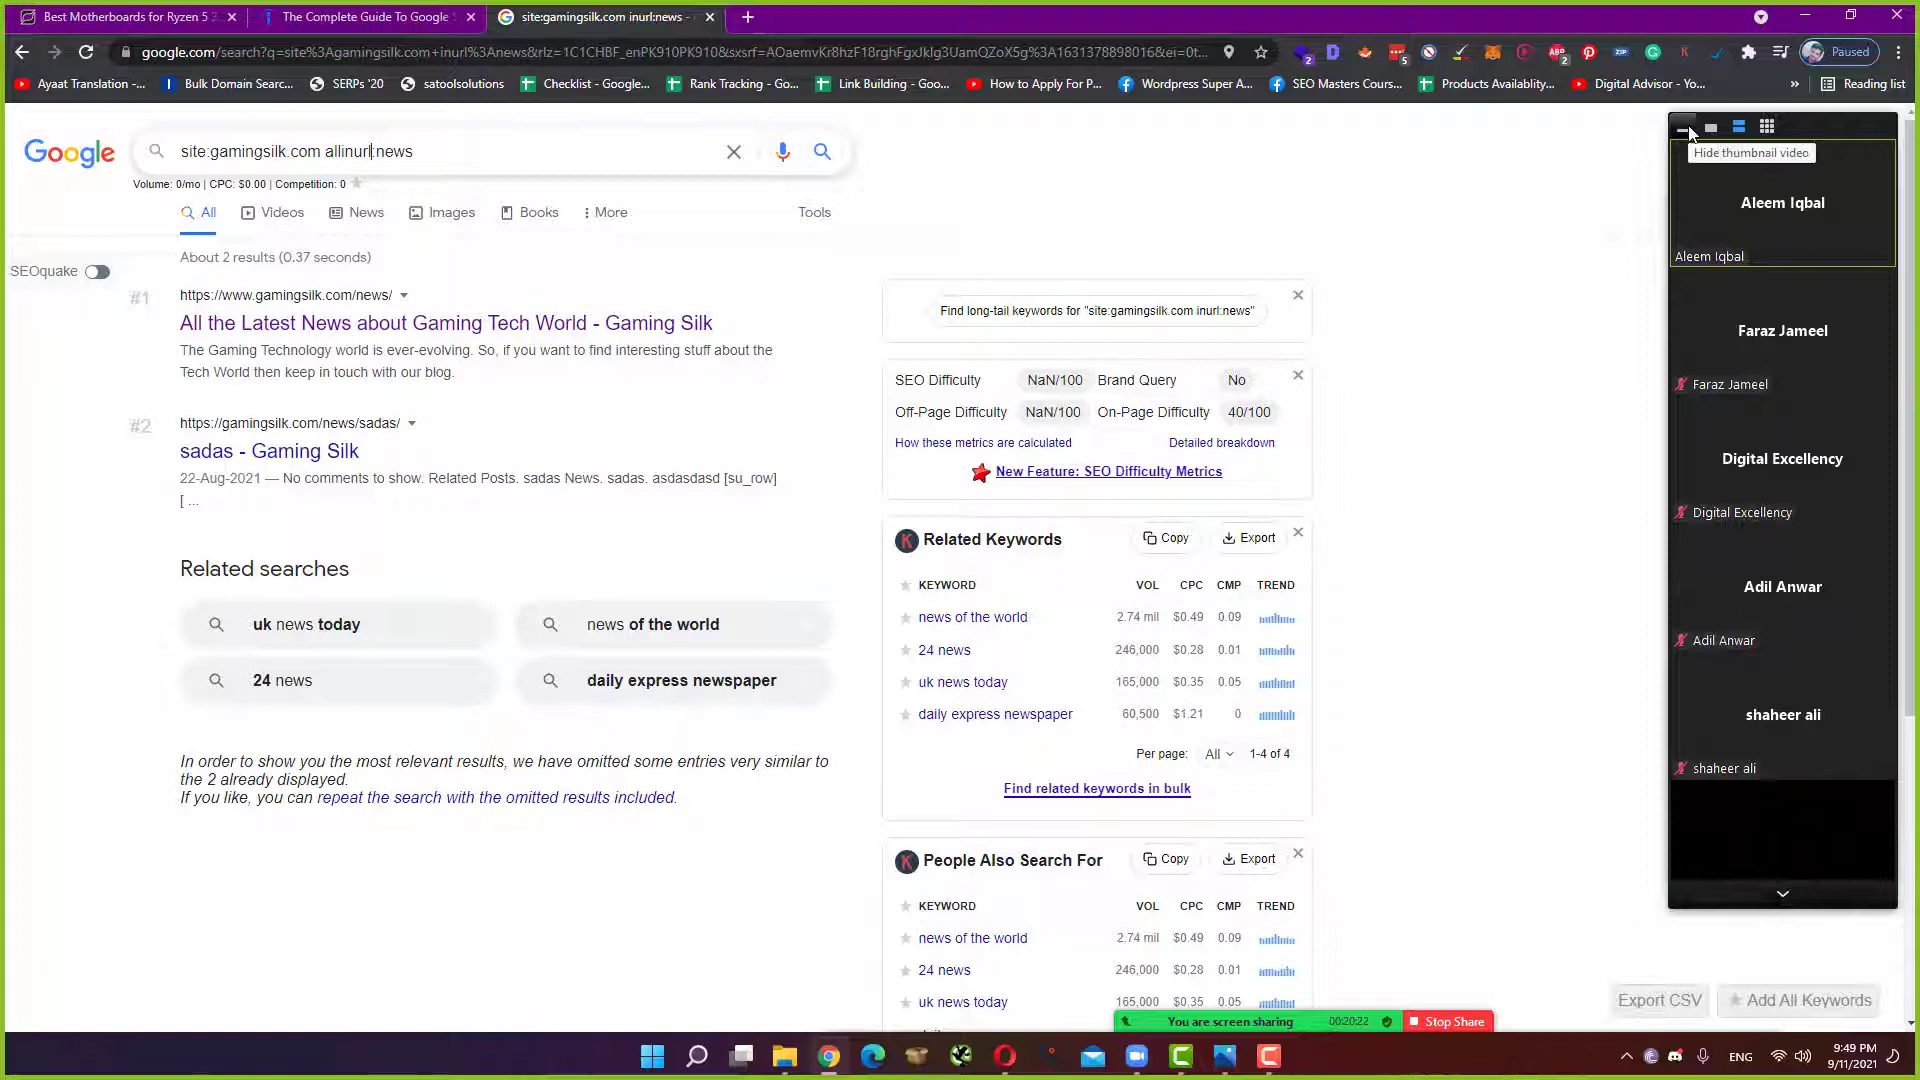 Best Motherboards for Ryzen 5 3
The Complete Guide To Google S
site:gamingsilk.com inurl:news -
google.com/search?q=site%3Agamingsilk.com+inurl%3Anews&rlz=1C1CHBF_enPK910PK910&sxsrf=AOaemvKr8hzF18rghFgxJklg3UamQZoX5g%3A1631378898016&ei=0t...
2
5
2
Paused
Ayaat Translation -...
Bulk Domain Searc...
SERPs '20
satoolsolutions
Checklist - Google...
Rank Tracking - Go...
Link Building - Goo...
How to Apply For P...
Wordpress Super A...
SEO Masters Cours...
Products Availablity...
Digital Advisor - Yo...
»
Reading list
Google
site:gamingsilk.com allinurl:news
Volume: 0/mo | CPC: $0.00 | Competition: 0
All
Videos
News
Images
Books
More
Tools
About 2 results (0.37 seconds)
SEOquake
#1
https://www.gamingsilk.com/news/
All the Latest News about Gaming Tech World - Gaming Silk
The Gaming Technology world is ever-evolving. So, if you want to find interesting stuff about the
Tech World then keep in touch with our blog.
#2
https://gamingsilk.com/news/sadas/
sadas - Gaming Silk
22-Aug-2021 — No comments to show. Related Posts. sadas News. sadas. asdasdasd [su_row]
[ ...
Related searches
uk news today
news of the world
24 news
daily express newspaper
In order to show you the most relevant results, we have omitted some entries very similar to
the 2 already displayed.
If you like, you can repeat the search with the omitted results included.
Find long-tail keywords for "site:gamingsilk.com inurl:news"
SEO Difficulty NaN/100 Brand Query No
Off-Page Difficulty NaN/100 On-Page Difficulty 40/100
How these metrics are calculated
Detailed breakdown
New Feature: SEO Difficulty Metrics
Related Keywords
Copy
Export
KEYWORD VOL CPC CMP TREND
news of the world 2.74 mil $0.49 0.09
24 news 246,000 $0.28 0.01
uk news today 165,000 $0.35 0.05
daily express newspaper 60,500 $1.21 0
Per page: All 1-4 of 4
Find related keywords in bulk
People Also Search For
Copy
Export
KEYWORD VOL CPC CMP TREND
news of the world 2.74 mil $0.49 0.09
24 news 246,000 $0.28 0.01
uk news today 165,000 $0.35 0.05
Hide thumbnail video
Aleem Iqbal
Aleem Iqbal
Faraz Jameel
Faraz Jameel
Digital Excellency
Digital Excellency
Adil Anwar
Adil Anwar
shaheer ali
shaheer ali
Export CSV
Add All Keywords
You are screen sharing
00:20:22
Stop Share
ENG
9:49 PM
9/11/2021